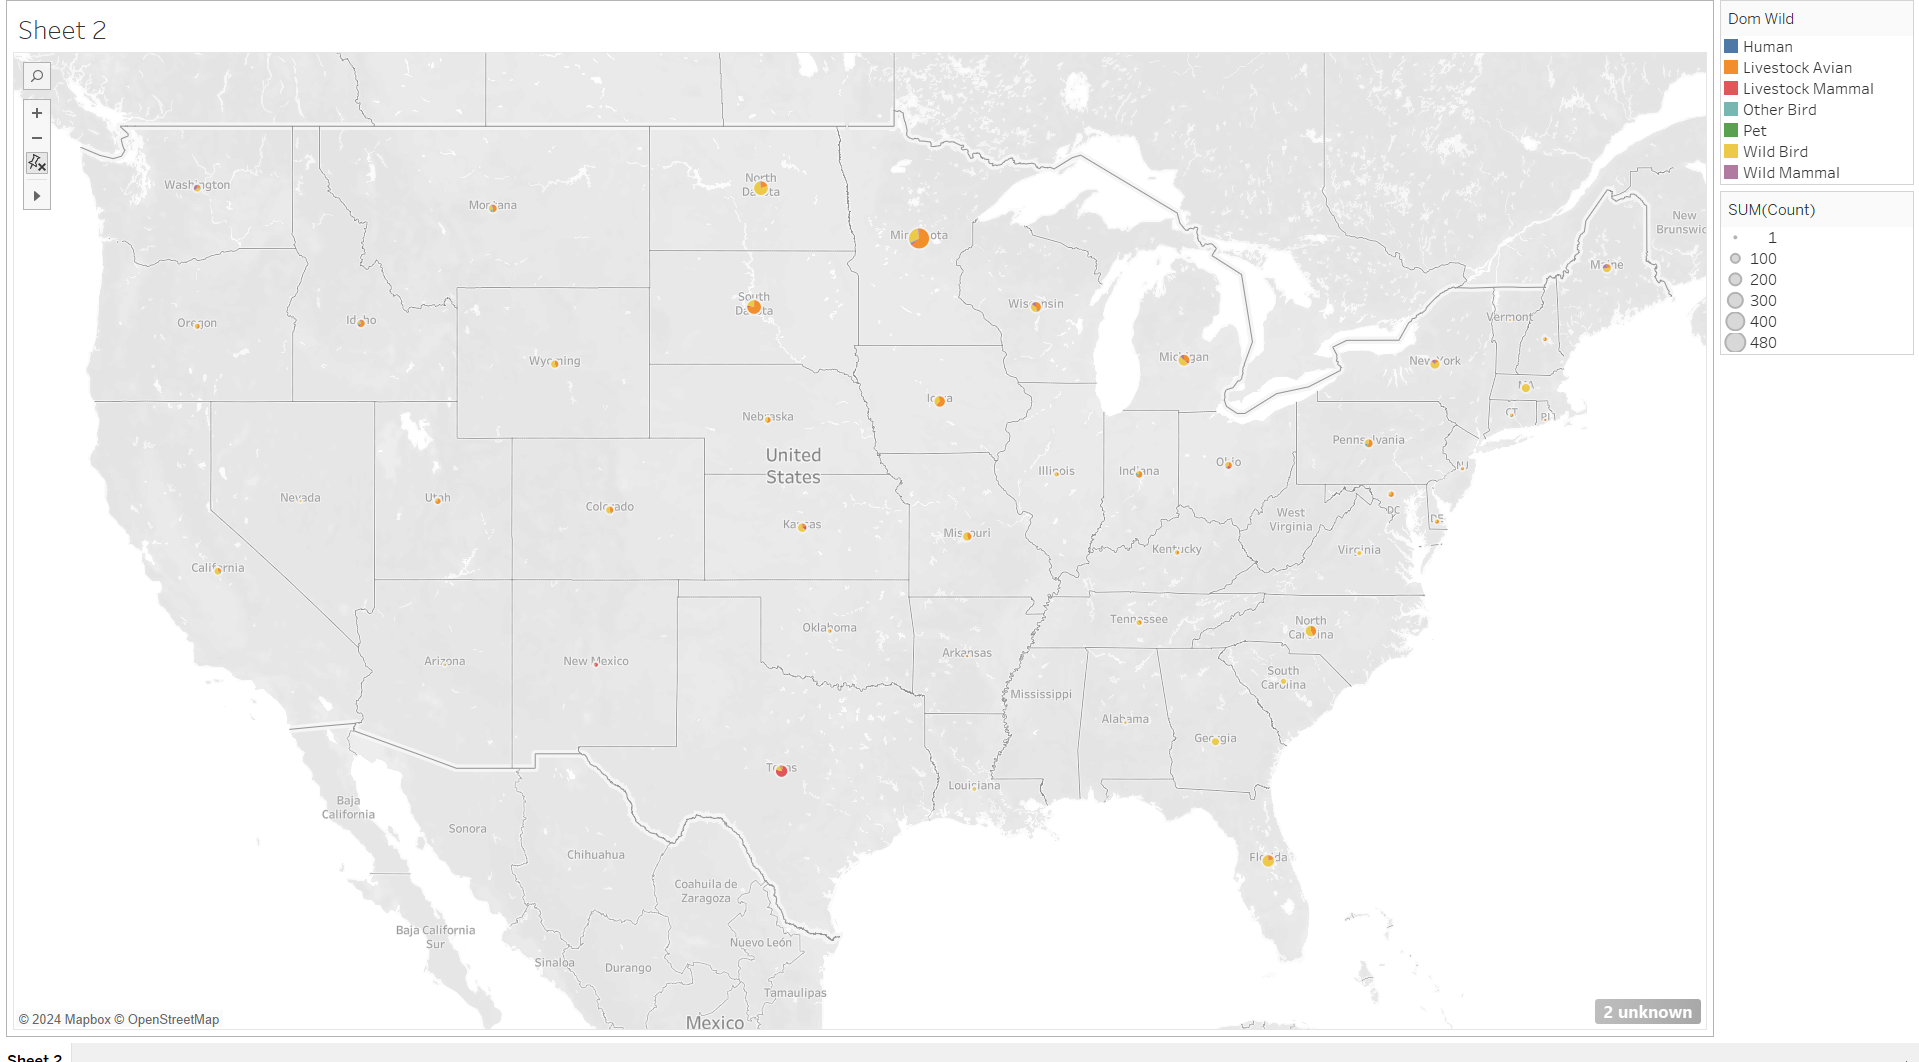 Sheet 2
Dom Wild
Human
Livestock Avian
Livestock Mammal
Other Bird
Pet
Wild Bird
Wild Mammal
SUM(Count)
1
100
200
300
400
480
Washington
Montana
North
Dakota
Minnesota
New
Brunswic
Maine
South
Dakota
Wisconsin
Oregon
Idaho
Vermont
Wyoming
Michigan
New York
MA
Iowa
Nebraska
CT
RI
Pennsylvania
United
States
Illinois
Indiana
Ohio
NJ
Nevada
Utah
Colorado
Kansas
West
Virginia
DC
DE
Missouri
Kentucky
Virginia
California
Oklahoma
Tennessee
North
Carolina
Arizona
New Mexico
Arkansas
South
Carolina
Mississippi
Alabama
Georgia
Texas
Louisiana
Baja
California
Sonora
Chihuahua
Florida
Coahuila de
Zaragoza
Baja California
Sur
Nuevo León
Sinaloa
Durango
Tamaulipas
Mexico
© 2024 Mapbox © OpenStreetMap
2 unknown
Sheet 2